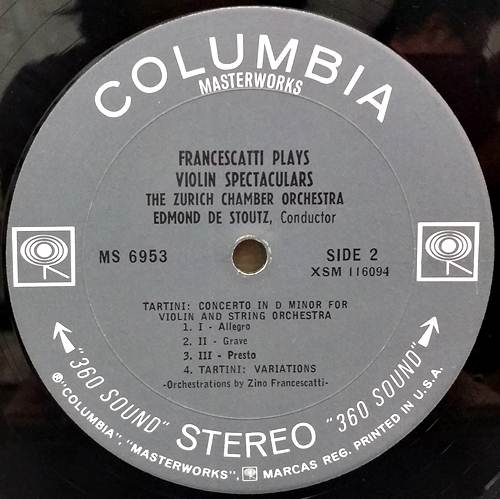 COLUMBIA
MASTERWORKS
FRANCESCATTI PLAYS
VIOLIN SPECTACULARS
THE ZURICH CHAMBER ORCHESTRA
EDMOND DE STOUTZ, Conductor
MS 6953
SIDE 2
XSM 116094
TARTINI: CONCERTO IN D MINOR FOR
VIOLIN AND STRING ORCHESTRA
1. I - Allegro
2. II - Grave
3. III - Presto
4. TARTINI: VARIATIONS
-Orchestrations by Zino Francescatti-
"360 SOUND" STEREO "360 SOUND"
Ⓟ"COLUMBIA", "MASTERWORKS", MARCAS REG. PRINTED IN U.S.A.